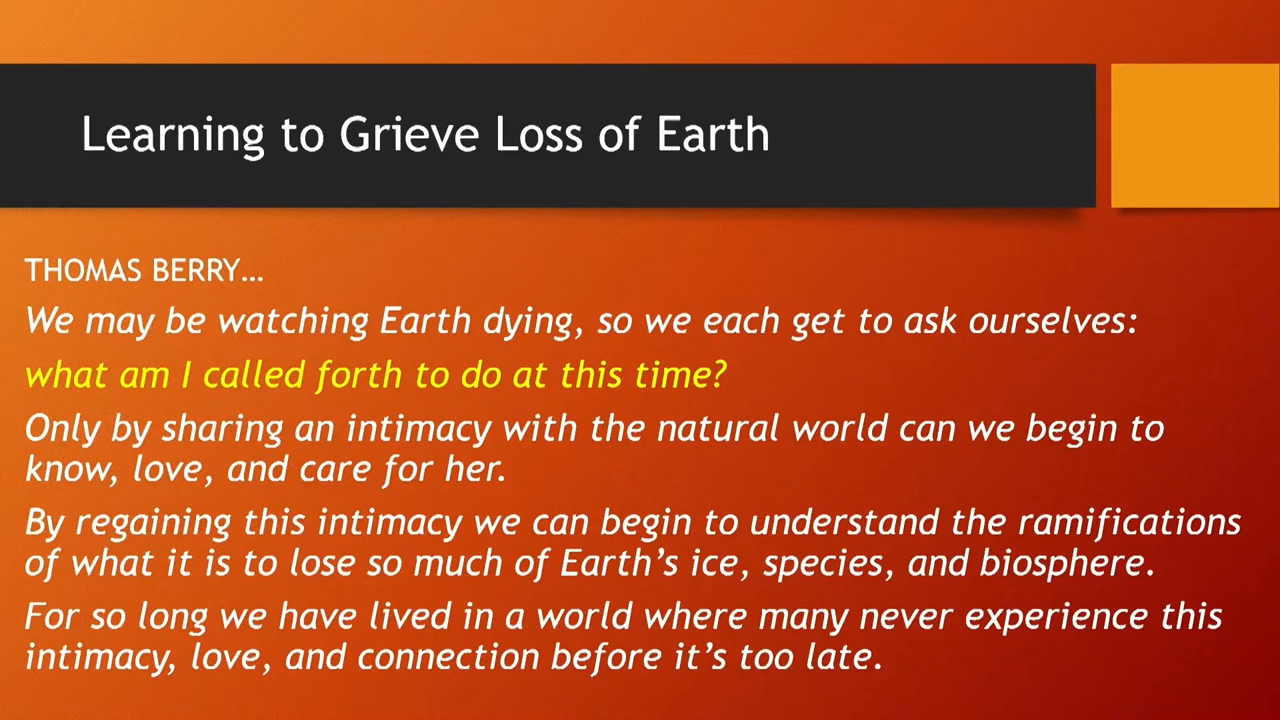 Learning to Grieve Loss of Earth
THOMAS BERRY…
We may be watching Earth dying, so we each get to ask ourselves:
what am I called forth to do at this time?
Only by sharing an intimacy with the natural world can we begin to
know, love, and care for her.
By regaining this intimacy we can begin to understand the ramifications
of what it is to lose so much of Earth’s ice, species, and biosphere.
For so long we have lived in a world where many never experience this
intimacy, love, and connection before it’s too late.